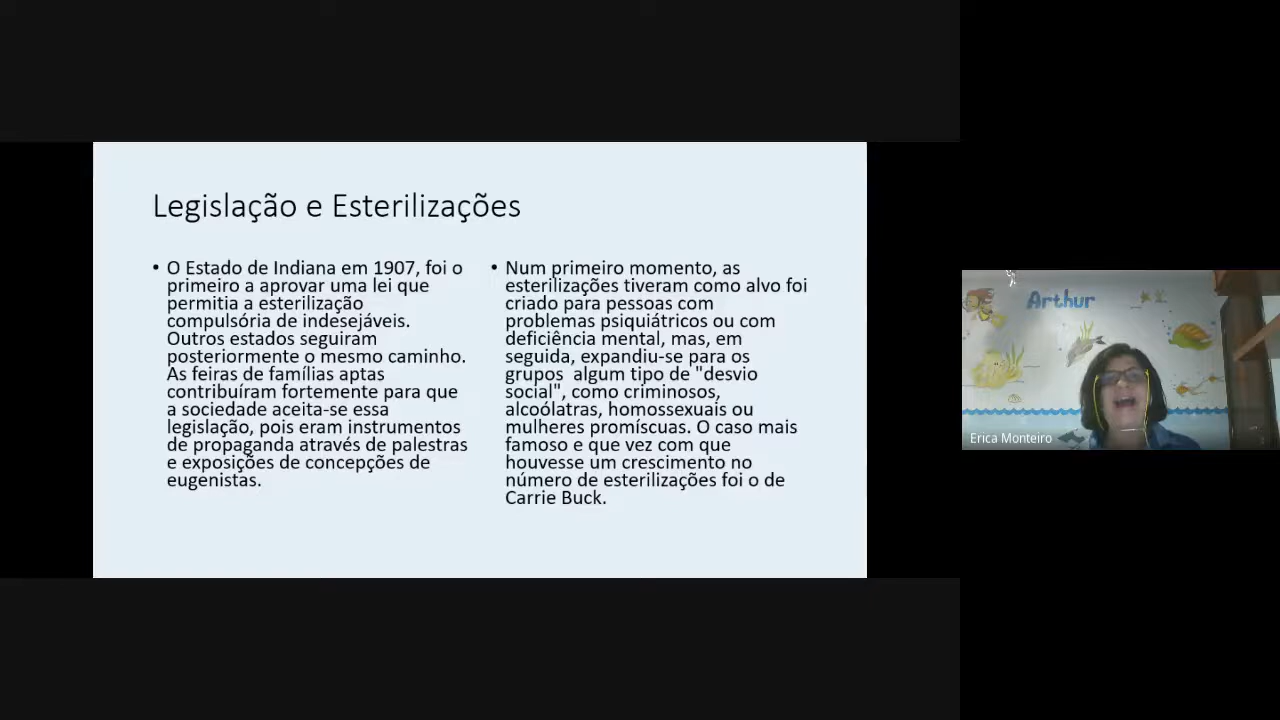 Legislação e Esterilizações
• O Estado de Indiana em 1907, foi o
primeiro a aprovar uma lei que
permitia a esterilização
compulsória de indesejáveis.
Outros estados seguiram
posteriormente o mesmo caminho.
As feiras de famílias aptas
contribuíram fortemente para que
a sociedade aceita-se essa
legislação, pois eram instrumentos
de propaganda através de palestras
e exposições de concepções de
eugenistas.
• Num primeiro momento, as
esterilizações tiveram como alvo foi
criado para pessoas com
problemas psiquiátricos ou com
deficiência mental, mas, em
seguida, expandiu-se para os
grupos  algum tipo de "desvio
social", como criminosos,
alcoólatras, homossexuais ou
mulheres promíscuas. O caso mais
famoso e que vez com que
houvesse um crescimento no
número de esterilizações foi o de
Carrie Buck.
Arthur
Erica Monteiro